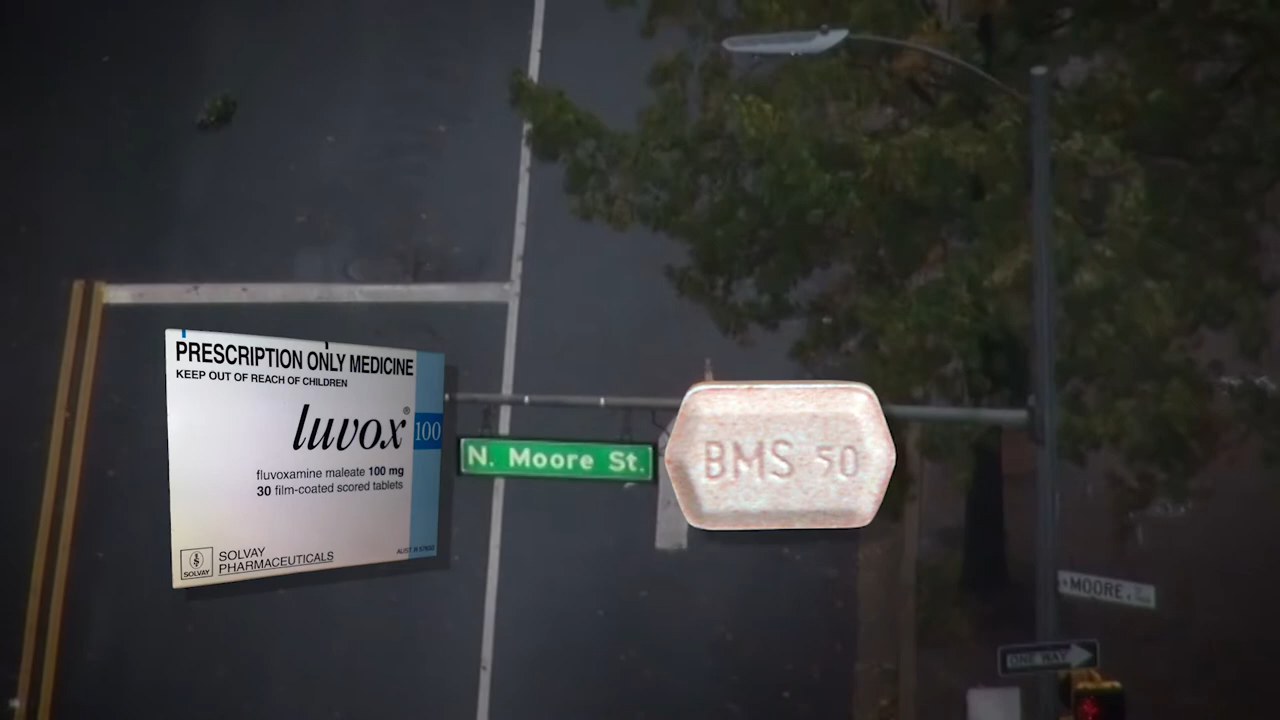 PRESCRIPTION ONLY MEDICINE
KEEP OUT OF REACH OF CHILDREN
luvox®
100
fluvoxamine maleate 100 mg
30 film-coated scored tablets
SOLVAY
SOLVAY
PHARMACEUTICALS
N. Moore St.
BMS 50
MOORE
ONE WAY